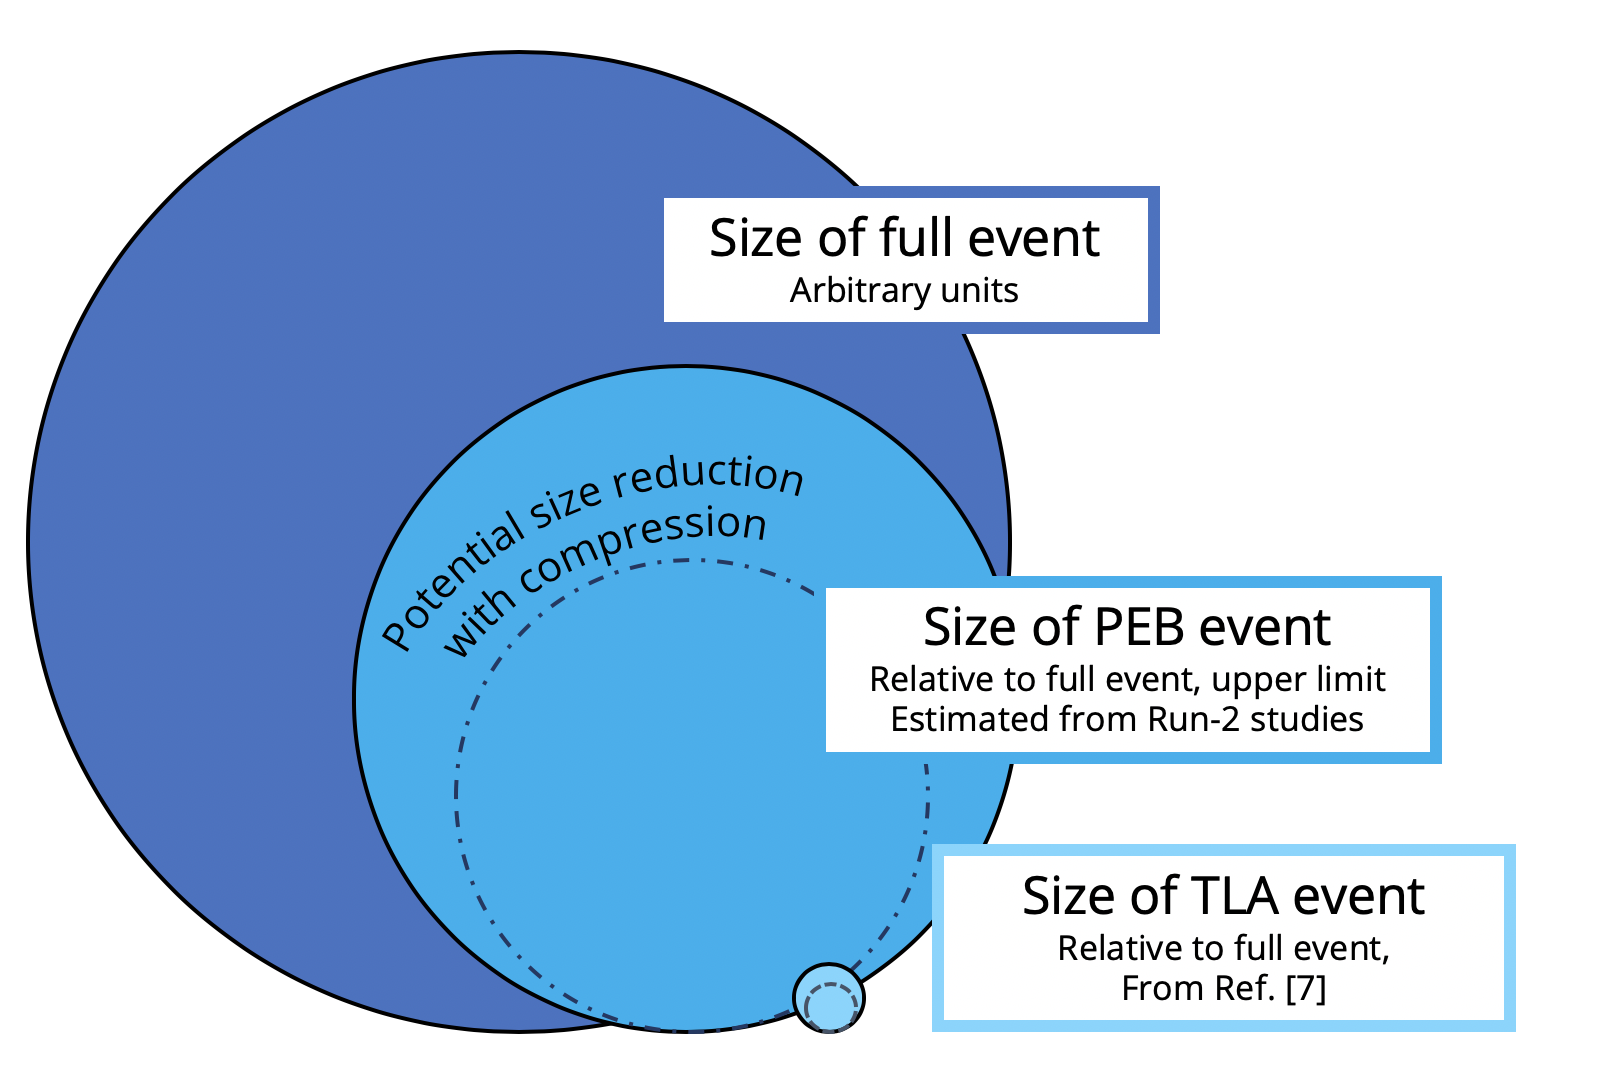 Size of full event
Arbitrary units
Potential size reduction
with compression
Size of PEB event
Relative to full event, upper limit
Estimated from Run-2 studies
Size of TLA event
Relative to full event,
From Ref. [7]